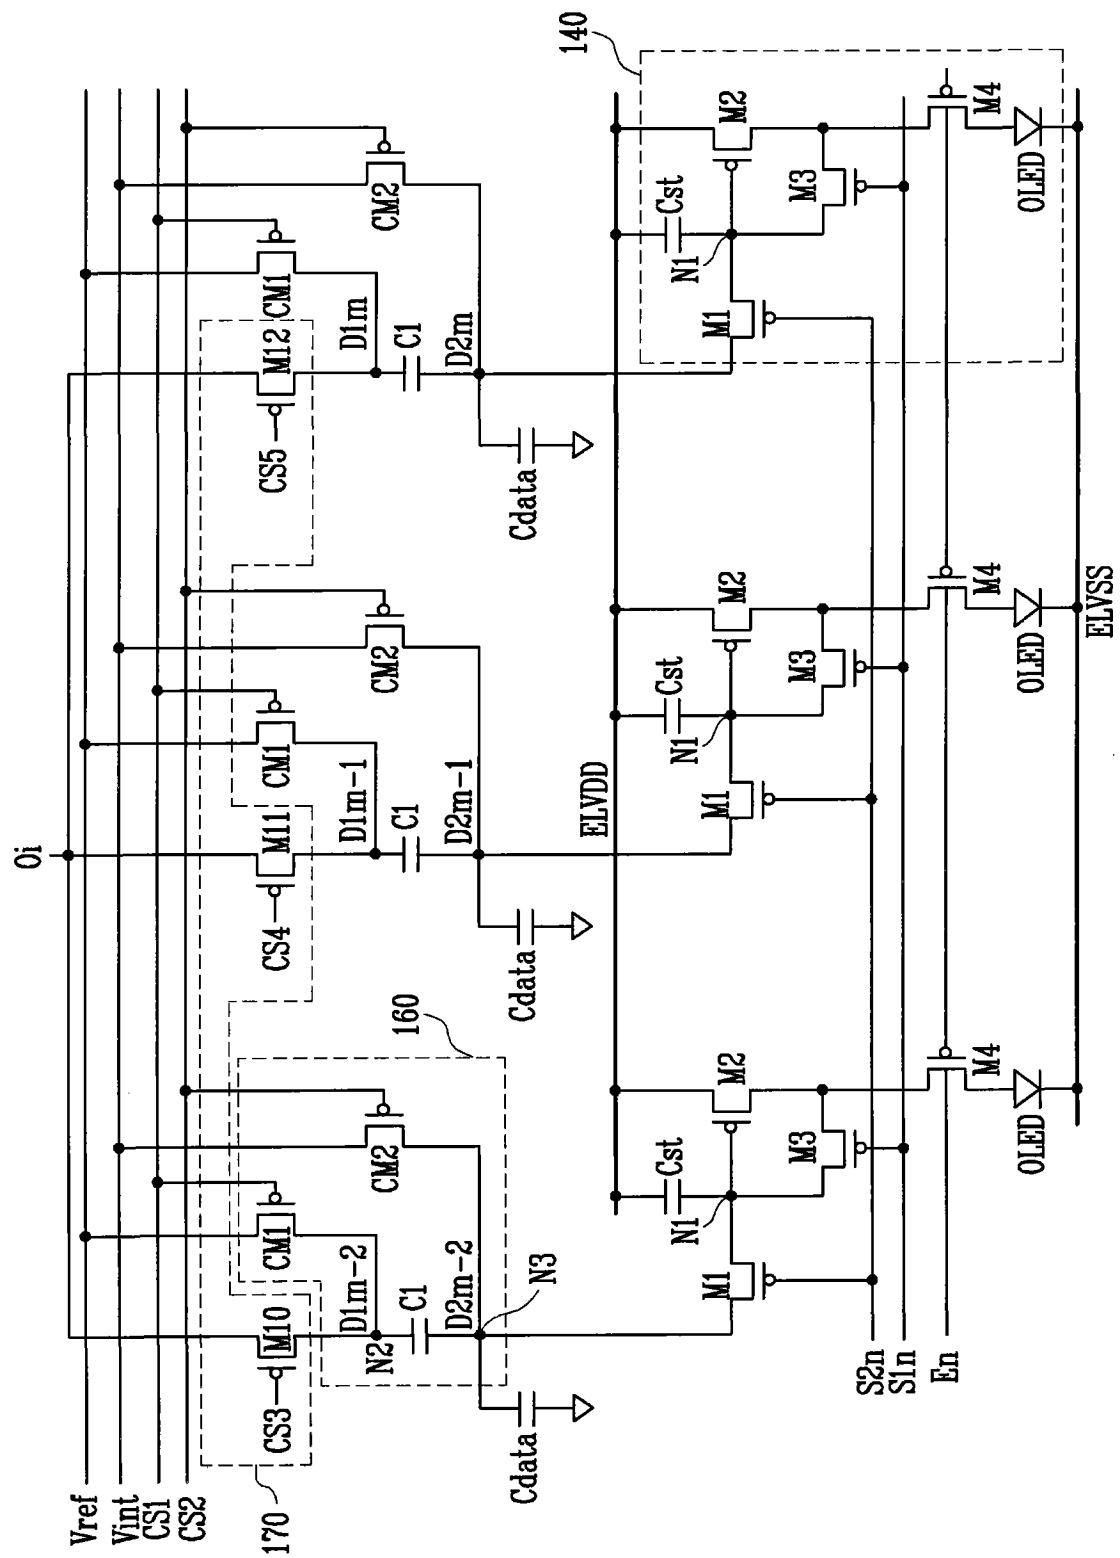 Oi
Vref
Vint
CS1
CS2
170
CS3
M10
CM1
CM2
160
D1m-2
N2
C1
D2m-2
N3
Cdata
CS4
M11
CM1
CM2
D1m-1
C1
D2m-1
Cdata
CS5
M12
CM1
CM2
D1m
C1
D2m
Cdata
140
ELVDD
Cst
M2
N1
M1
M3
M4
OLED
Cst
M2
N1
M1
M3
M4
OLED
Cst
M2
N1
M1
M3
M4
OLED
S2n
S1n
En
ELVSS